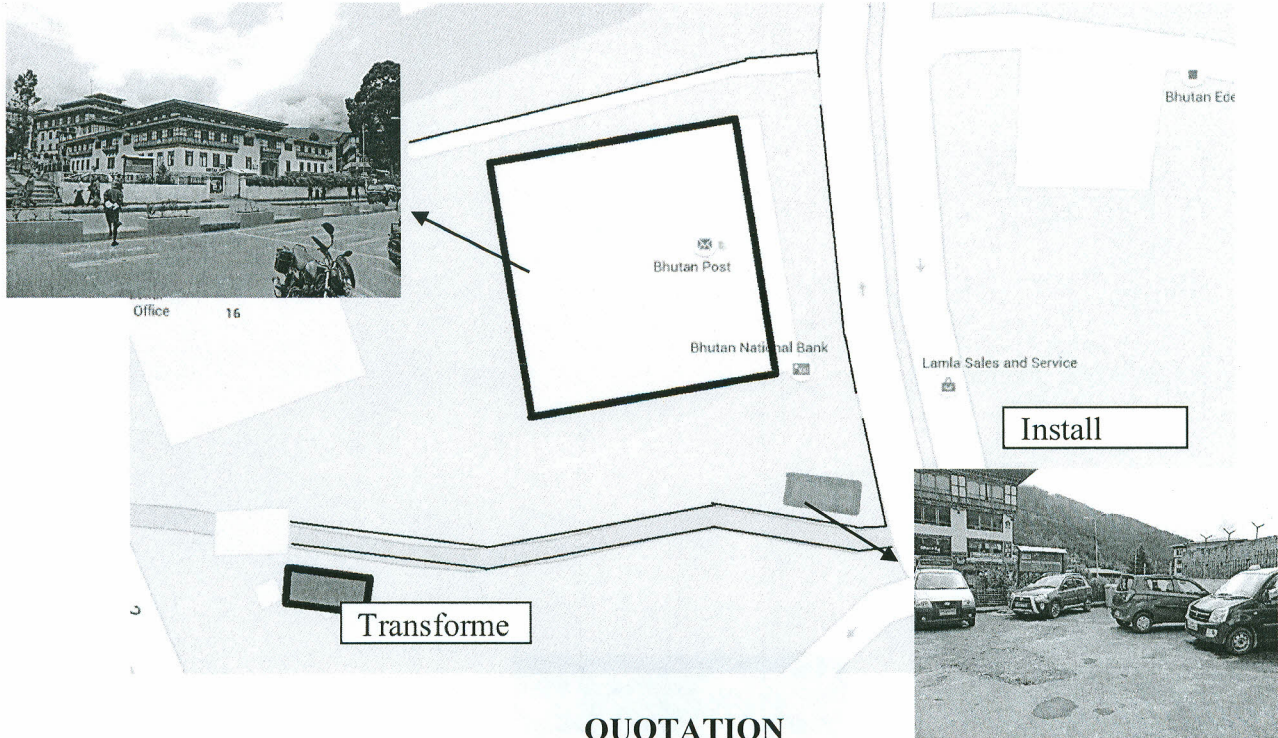 Bhutan Ede
Bhutan Post
Office 16
Bhutan National Bank
Lamla Sales and Service
Install
Transforme
QUOTATION